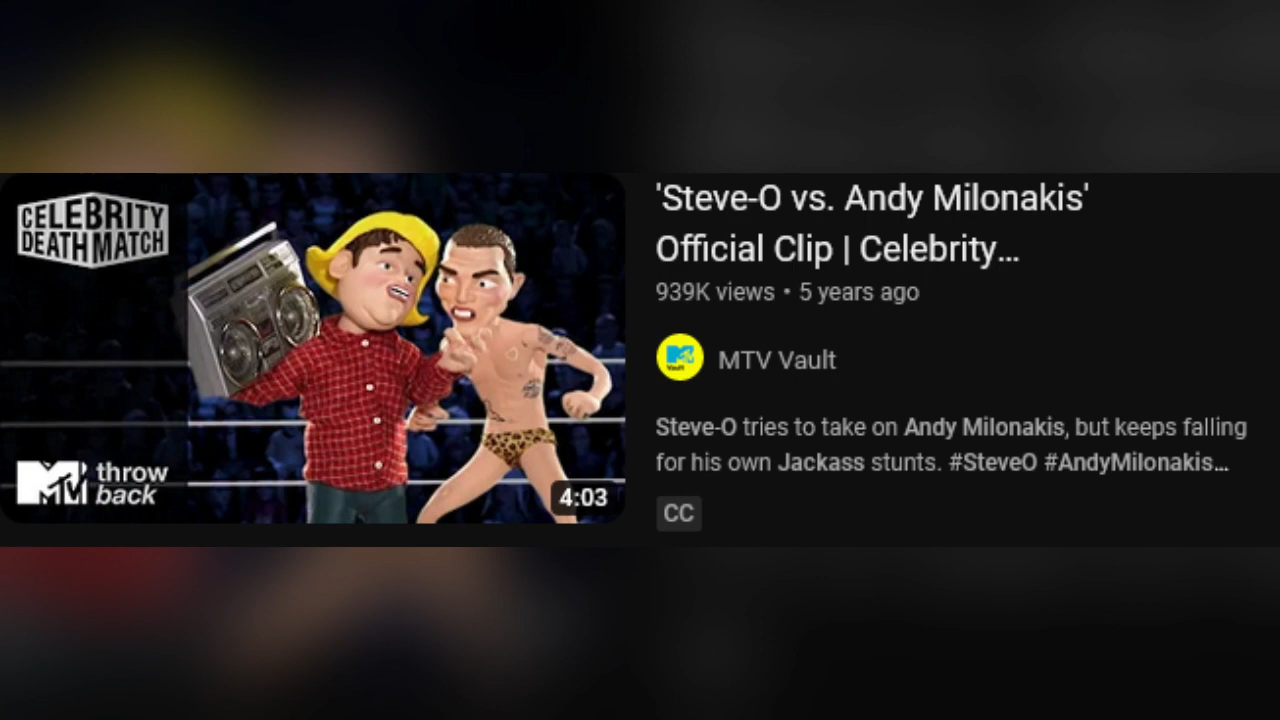 CELEBRITY
DEATH MATCH
MTV throw
back
4:03
'Steve-O vs. Andy Milonakis'
Official Clip | Celebrity...
939K views • 5 years ago
MTV Vault
Steve-O tries to take on Andy Milonakis, but keeps falling
for his own Jackass stunts. #SteveO #AndyMilonakis...
CC